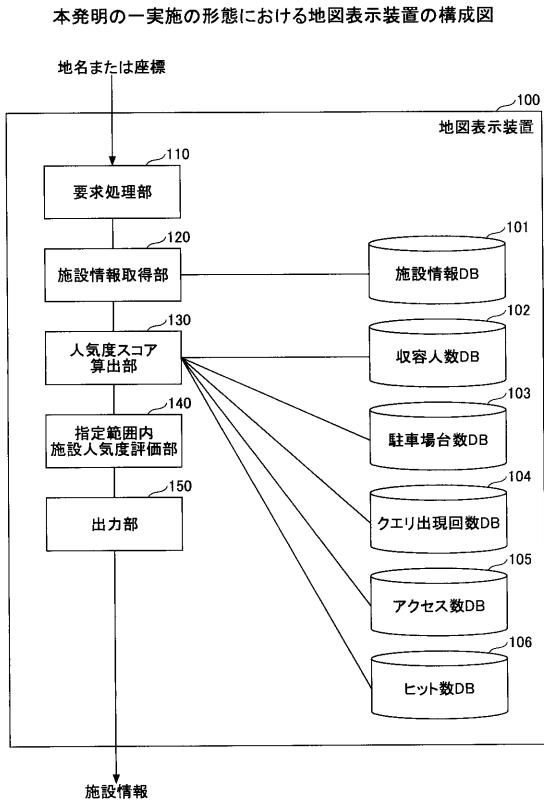 本発明の一実施の形態における地図表示装置の構成図
地名または座標
100
地図表示装置
110
要求処理部
120
施設情報取得部
101
施設情報DB
130
人気度スコア
算出部
102
収容人数DB
140
指定範囲内
施設人気度評価部
103
駐車場台数DB
150
出力部
104
クエリ出現回数DB
105
アクセス数DB
106
ヒット数DB
施設情報